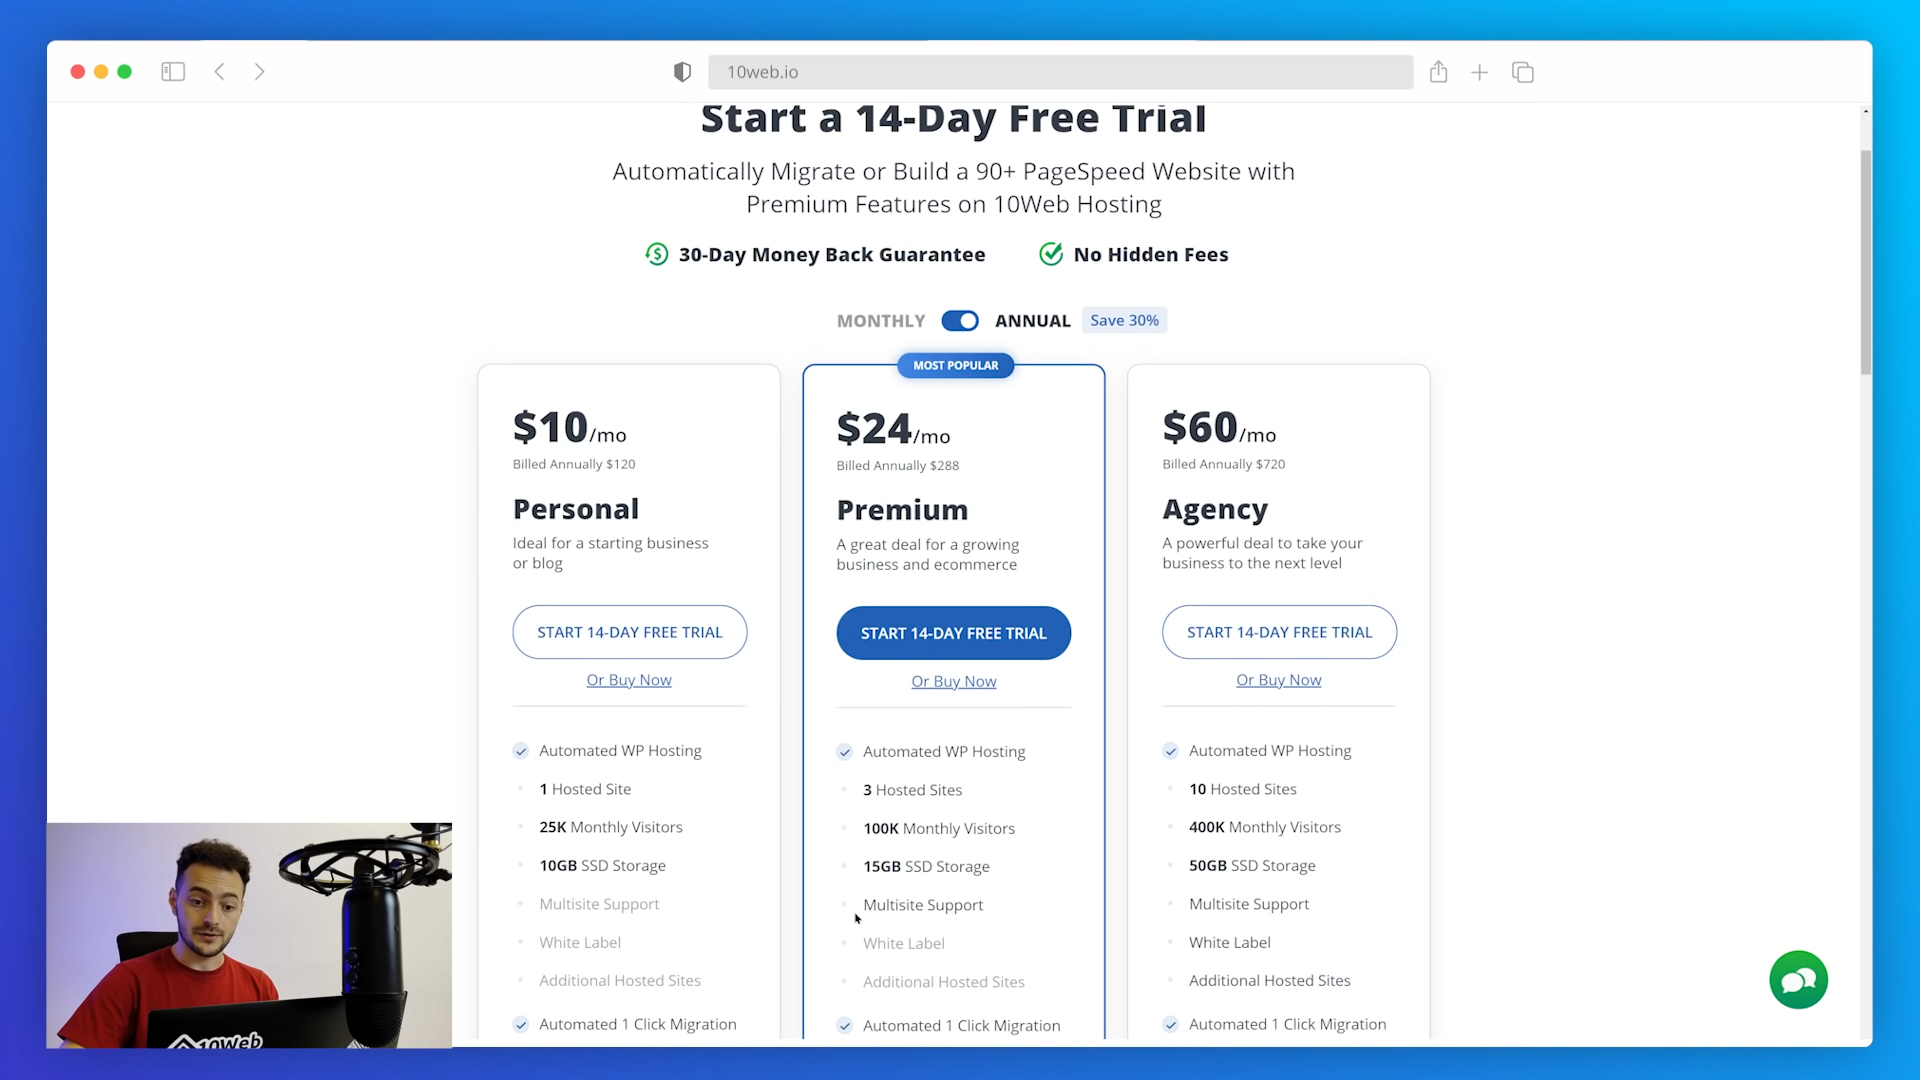 10web.io
Start a 14-Day Free Trial
Automatically Migrate or Build a 90+ PageSpeed Website with
Premium Features on 10Web Hosting
30-Day Money Back Guarantee
No Hidden Fees
MONTHLY
ANNUAL
Save 30%
$10/mo
Billed Annually $120
Personal
Ideal for a starting business
or blog
START 14-DAY FREE TRIAL
Or Buy Now
Automated WP Hosting
1 Hosted Site
25K Monthly Visitors
10GB SSD Storage
Multisite Support
White Label
Additional Hosted Sites
Automated 1 Click Migration
MOST POPULAR
$24/mo
Billed Annually $288
Premium
A great deal for a growing
business and ecommerce
START 14-DAY FREE TRIAL
Or Buy Now
Automated WP Hosting
3 Hosted Sites
100K Monthly Visitors
15GB SSD Storage
Multisite Support
White Label
Additional Hosted Sites
Automated 1 Click Migration
$60/mo
Billed Annually $720
Agency
A powerful deal to take your
business to the next level
START 14-DAY FREE TRIAL
Or Buy Now
Automated WP Hosting
10 Hosted Sites
400K Monthly Visitors
50GB SSD Storage
Multisite Support
White Label
Additional Hosted Sites
Automated 1 Click Migration
10Web